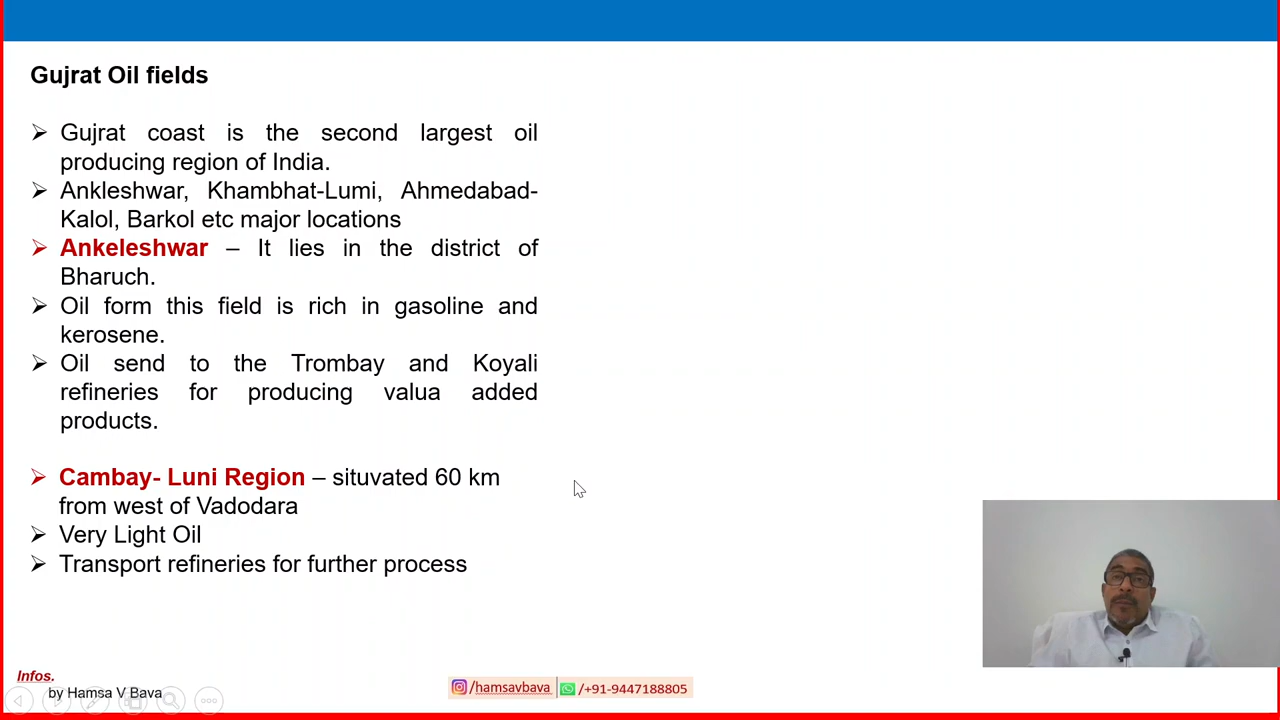 Gujrat Oil fields
➢ Gujrat coast is the second largest oil
producing region of India.
➢ Ankleshwar, Khambhat-Lumi, Ahmedabad-
Kalol, Barkol etc major locations
➢ Ankeleshwar – It lies in the district of
Bharuch.
➢ Oil form this field is rich in gasoline and
kerosene.
➢ Oil send to the Trombay and Koyali
refineries for producing valua added
products.
➢ Cambay- Luni Region – situvated 60 km
from west of Vadodara
➢ Very Light Oil
➢ Transport refineries for further process
Infos.
by Hamsa V Bava
/hamsavbava /+91-9447188805